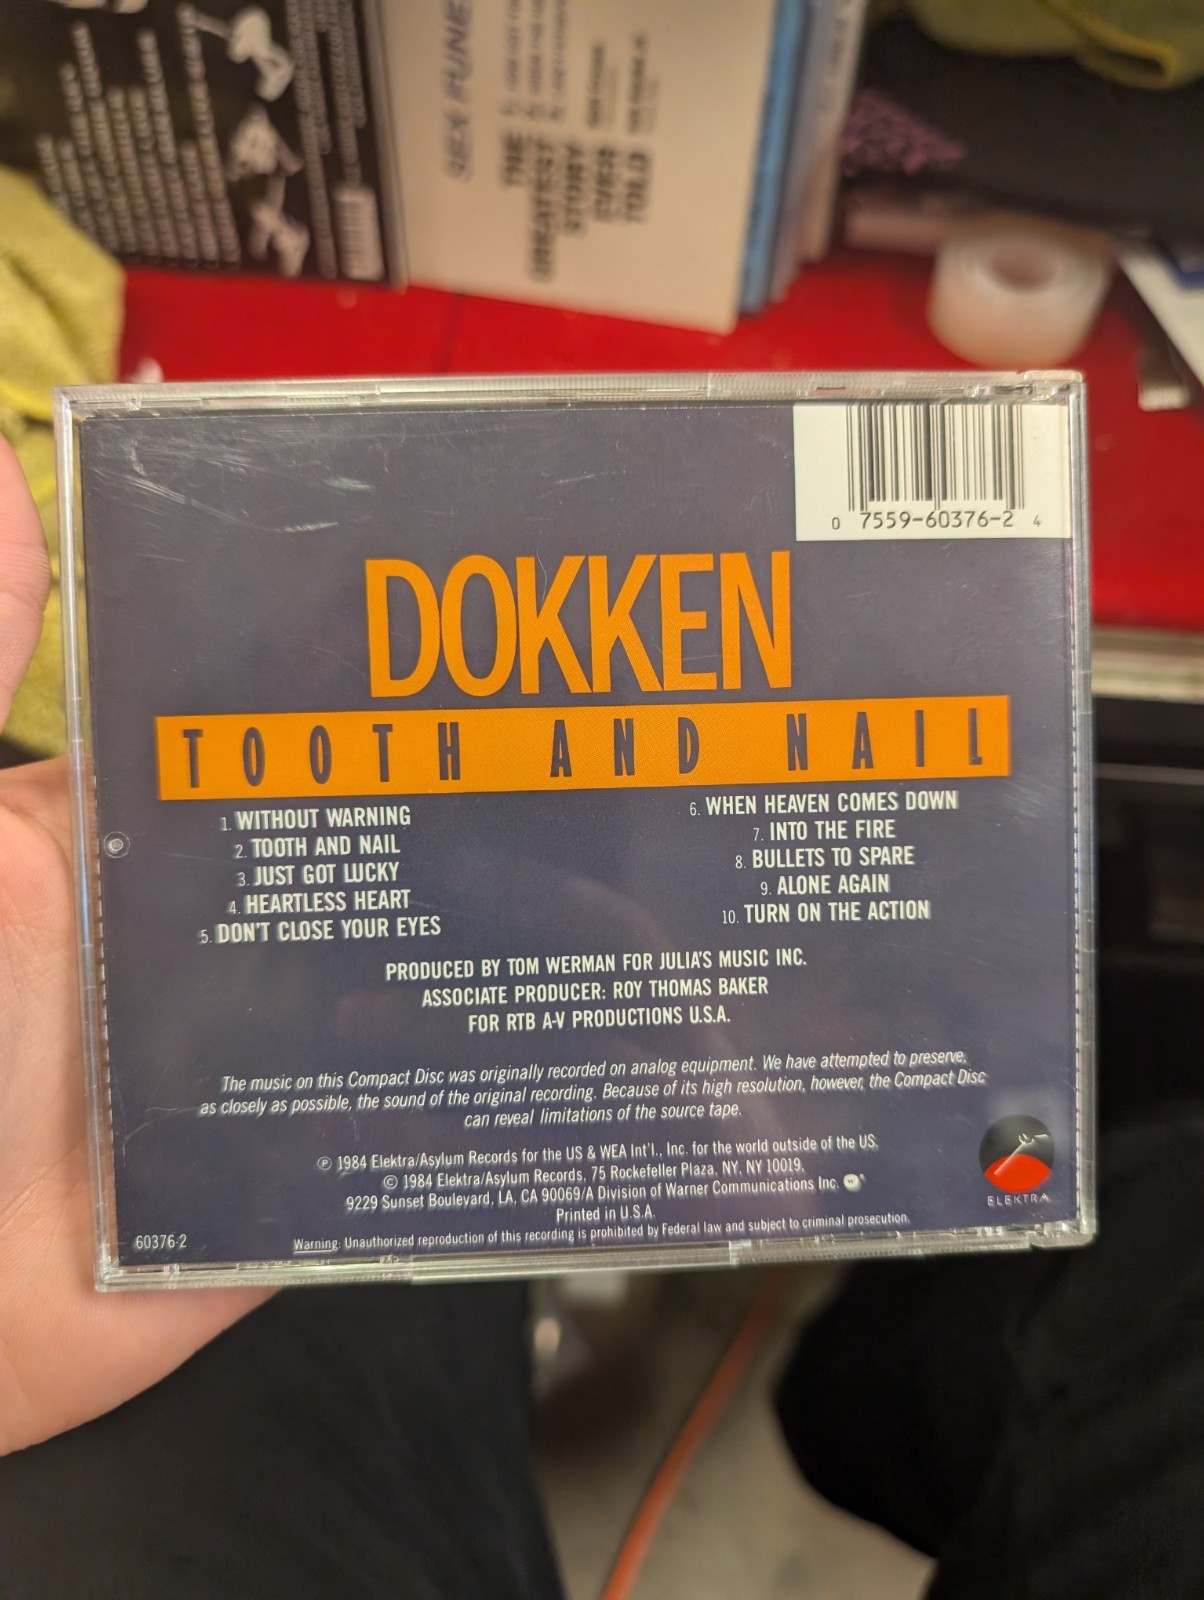 SEX FUNE
THE
GREATEST
STORY
EVER
TOLD
0 7559-60376-2 4
DOKKEN
TOOTH AND NAIL
1. WITHOUT WARNING
2. TOOTH AND NAIL
3. JUST GOT LUCKY
4. HEARTLESS HEART
5. DON'T CLOSE YOUR EYES
6. WHEN HEAVEN COMES DOWN
7. INTO THE FIRE
8. BULLETS TO SPARE
9. ALONE AGAIN
10. TURN ON THE ACTION
PRODUCED BY TOM WERMAN FOR JULIA'S MUSIC INC.
ASSOCIATE PRODUCER: ROY THOMAS BAKER
FOR RTB A-V PRODUCTIONS U.S.A.
The music on this Compact Disc was originally recorded on analog equipment. We have attempted to preserve,
as closely as possible, the sound of the original recording. Because of its high resolution, however, the Compact Disc
can reveal limitations of the source tape.
℗ 1984 Elektra/Asylum Records for the US & WEA Int'l., Inc. for the world outside of the US.
© 1984 Elektra/Asylum Records, 75 Rockefeller Plaza, NY, NY 10019,
9229 Sunset Boulevard, LA, CA 90069/A Division of Warner Communications Inc.
Printed in U.S.A.
Warning: Unauthorized reproduction of this recording is prohibited by Federal law and subject to criminal prosecution.
60376-2
ELEKTRA